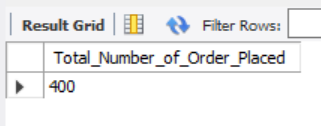 Result Grid Filter Rows:
Total_Number_of_Order_Placed
400